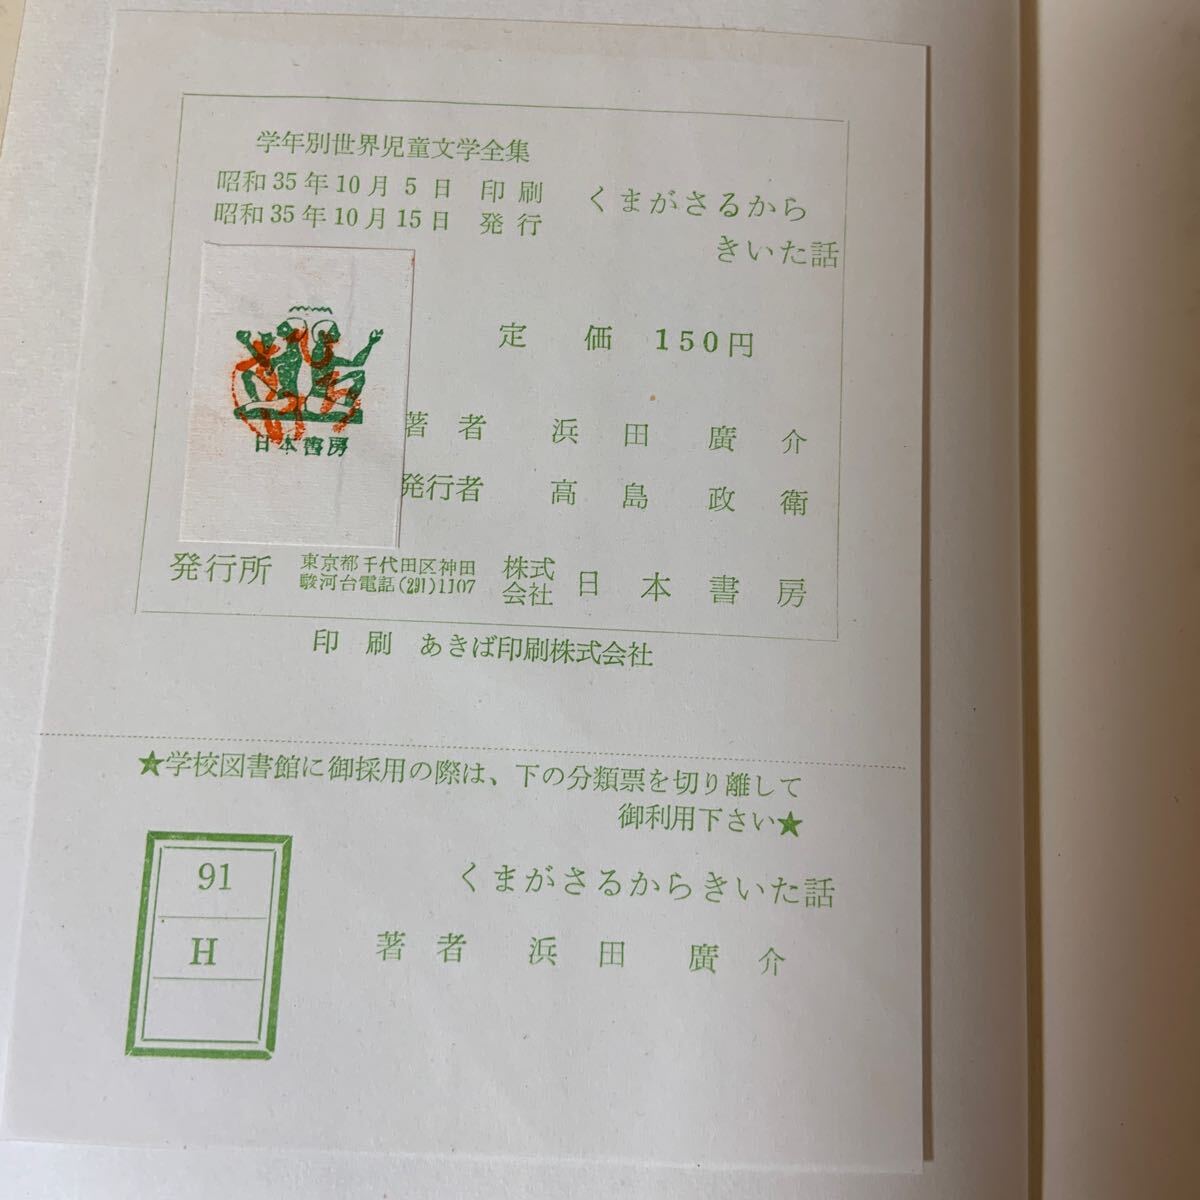 学年別世界児童文学全集
昭和35年10月5日 印刷
昭和35年10月15日 発行
くまがさるから
きいた話
定価 150円
日本書房
著者 浜田廣介
発行者 高島政衛
発行所 東京都千代田区神田
駿河台電話(291)1107
株式
会社 日本書房
印刷 あきば印刷株式会社
★学校図書館に御採用の際は、下の分類票を切り離して
御利用下さい★
91
H
くまがさるからきいた話
著者 浜田廣介